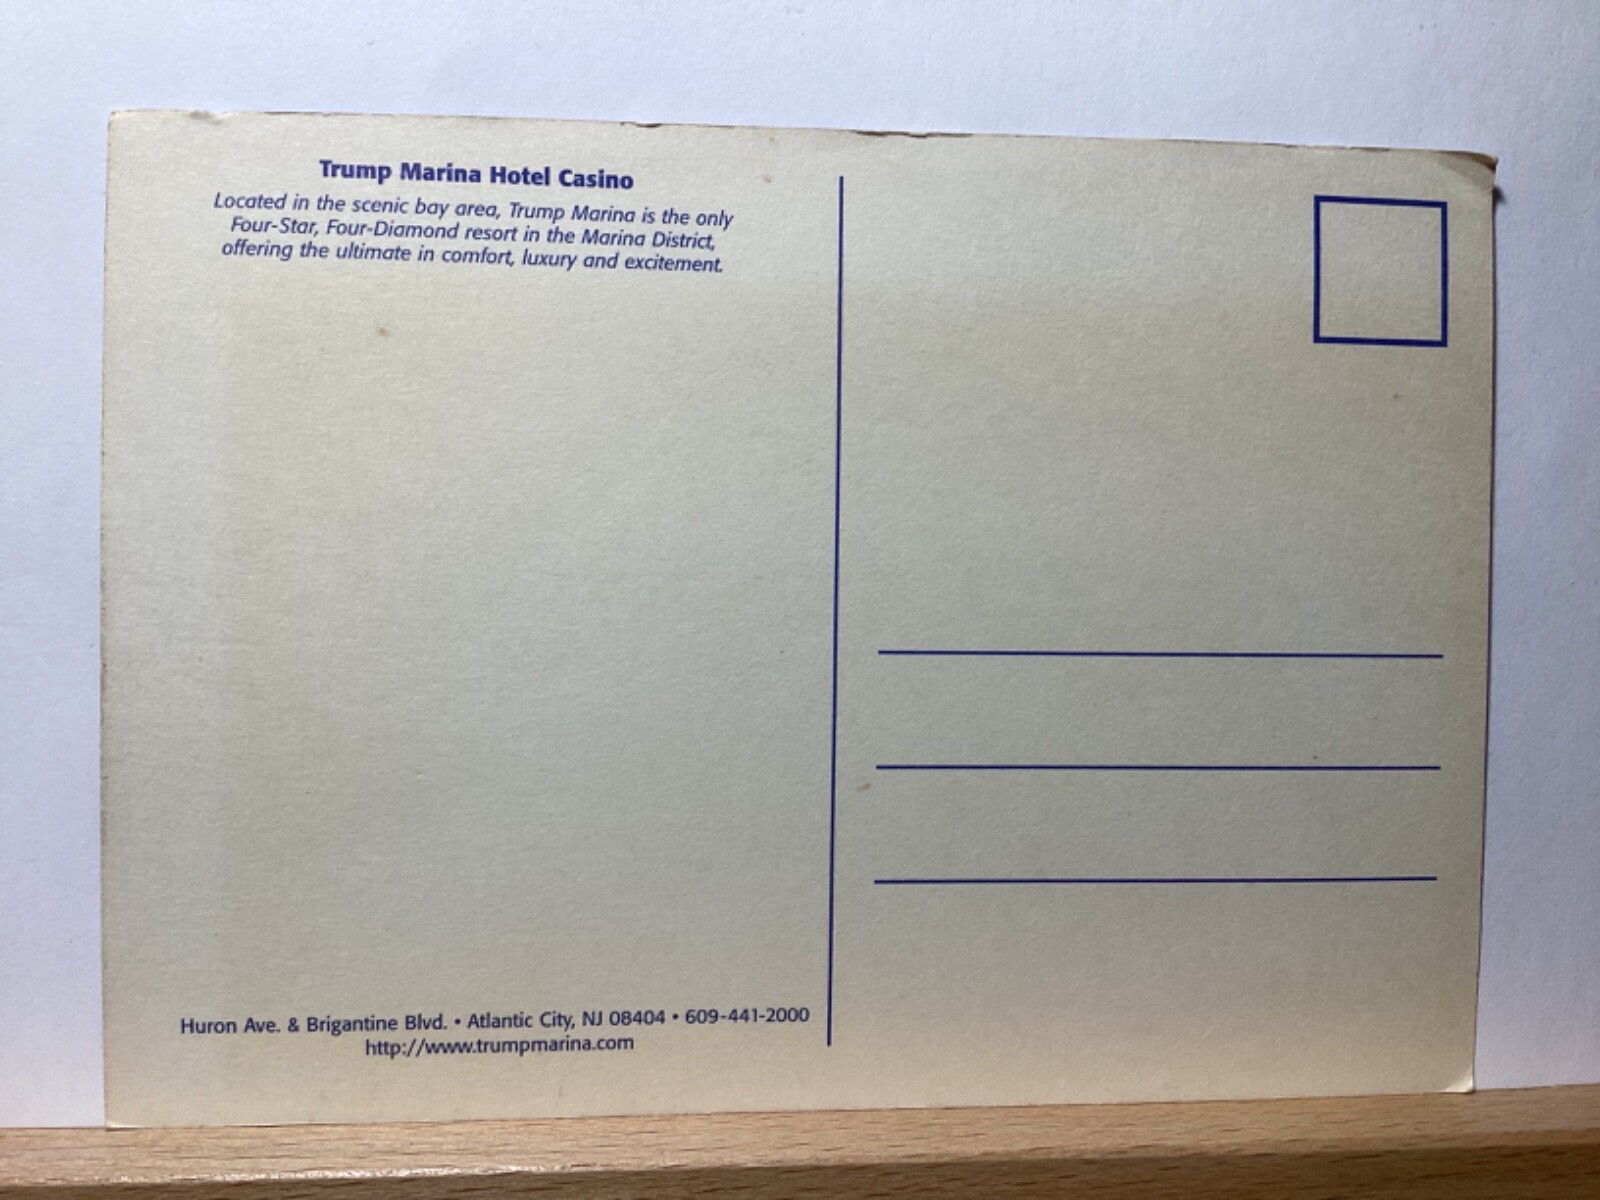 Trump Marina Hotel Casino
Located in the scenic bay area, Trump Marina is the only
Four-Star, Four-Diamond resort in the Marina District,
offering the ultimate in comfort, luxury and excitement.
Huron Ave. & Brigantine Blvd. • Atlantic City, NJ 08404 • 609-441-2000
http://www.trumpmarina.com